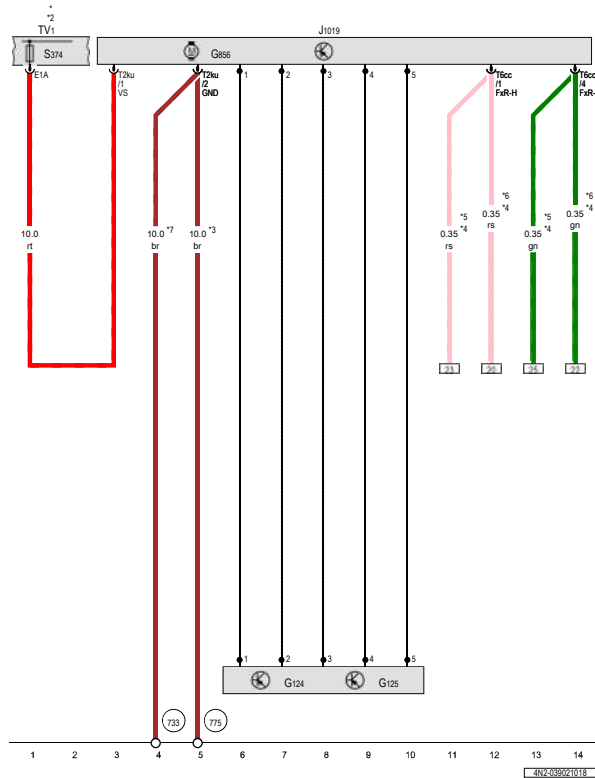 *
*2
TV1
J1019
S374
G856
E1A
T2ku
/1
VS
T2ku
/2
GND
1
2
3
4
5
T6cc
/1
FxR-H
T6cc
/4
FxR-
10.0
rt
10.0 *7
br
10.0 *3
br
0.35
*5
*4
rs
0.35
*6
*4
rs
0.35
*5
*4
gn
0.35
*6
*4
gn
20
25
22
1
2
3
4
5
G124
G125
733
775
1 2 3 4 5 6 7 8 9 10 11 12 13 14
4N2-039021018